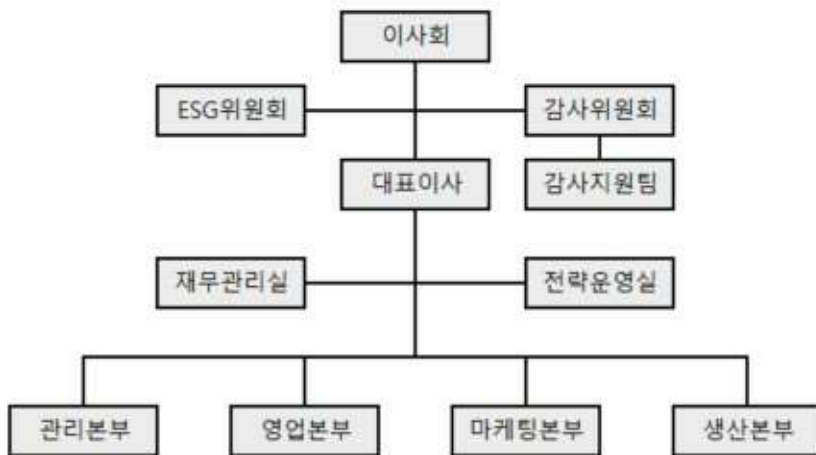 이사회
ESG위원회
감사위원회
대표이사
감사지원팀
재무관리실
전략운영실
관리본부
영업본부
마케팅본부
생산본부